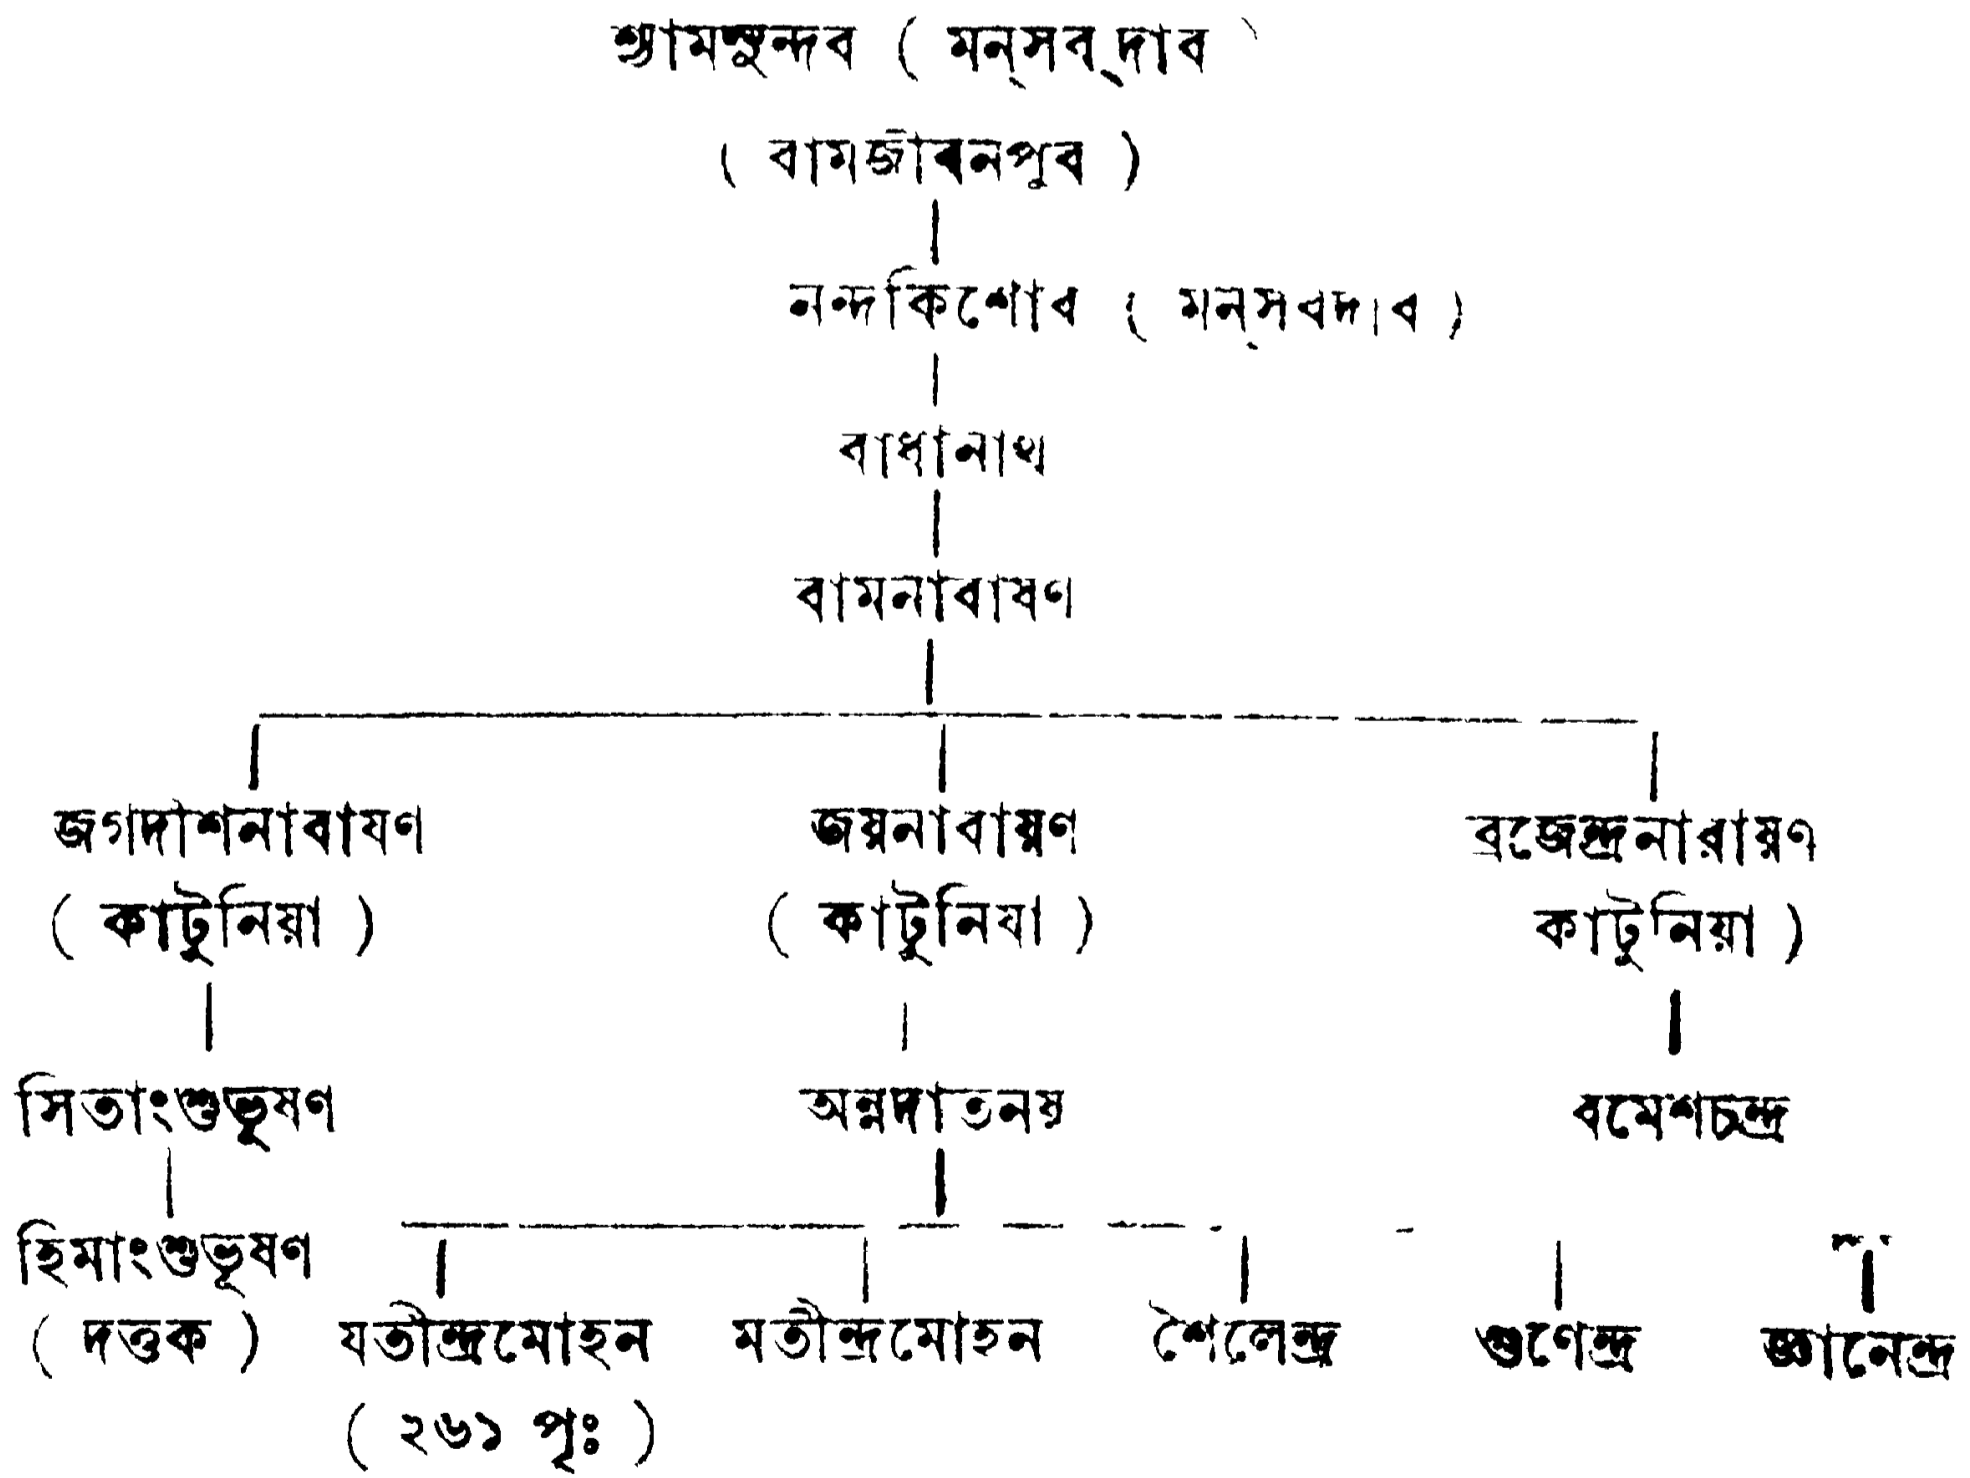 শ্যামসুন্দর ( মন্‌সব্‌দার )
( রামজীবনপুর )
নন্দকিশোর ( মন্‌সবদার )
রাধানাথ
রামনারায়ণ
জগদীশনারায়ণ জয়নারায়ণ ব্রজেন্দ্রনারায়ণ
( কাটুনিয়া ) ( কাটুনিয়া ) কাটুনিয়া )
সিতাংশুভূষণ অন্নদাতনয় রমেশচন্দ্র
হিমাংশুভূষণ
( দত্তক ) যতীন্দ্রমোহন মতীন্দ্রমোহন শৈলেন্দ্র গুণেন্দ্র জ্ঞানেন্দ্র
( ২৬১ পৃঃ )